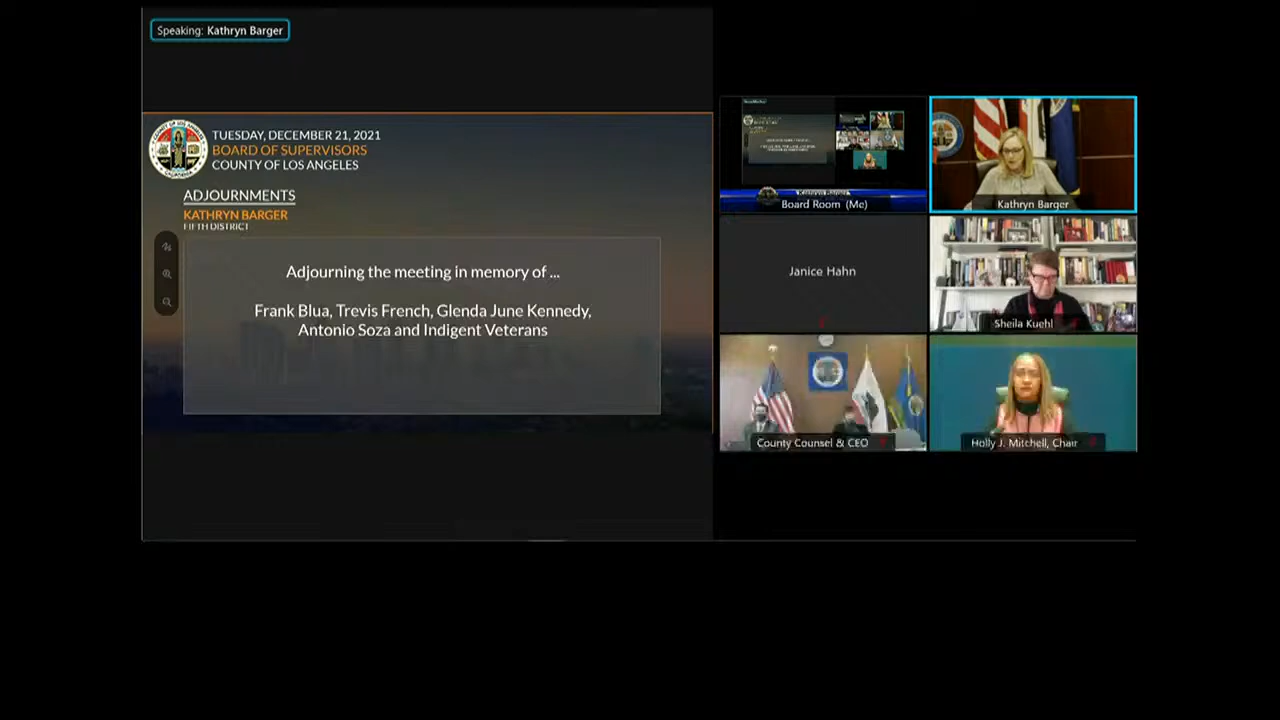 Speaking: Kathryn Barger
TUESDAY, DECEMBER 21, 2021
BOARD OF SUPERVISORS
COUNTY OF LOS ANGELES
ADJOURNMENTS
KATHRYN BARGER
FIFTH DISTRICT
Adjourning the meeting in memory of ...
Frank Blua, Trevis French, Glenda June Kennedy,
Antonio Soza and Indigent Veterans
Kathryn Barger
Board Room (Me)
Kathryn Barger
Janice Hahn
Sheila Kuehl
County Counsel & CEO
Holly J. Mitchell, Chair